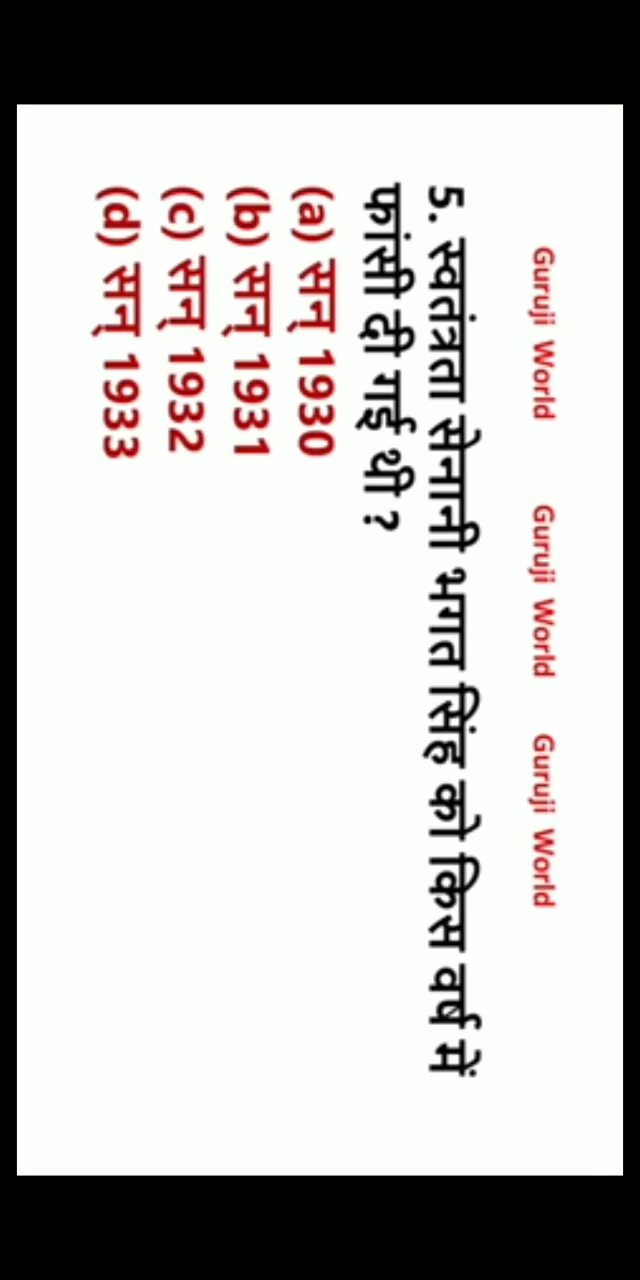 Guruji World Guruji World Guruji World
5. स्वतंत्रता सेनानी भगत सिंह को किस वर्ष में
फांसी दी गई थी ?
(a) सन् 1930
(b) सन् 1931
(c) सन् 1932
(d) सन् 1933